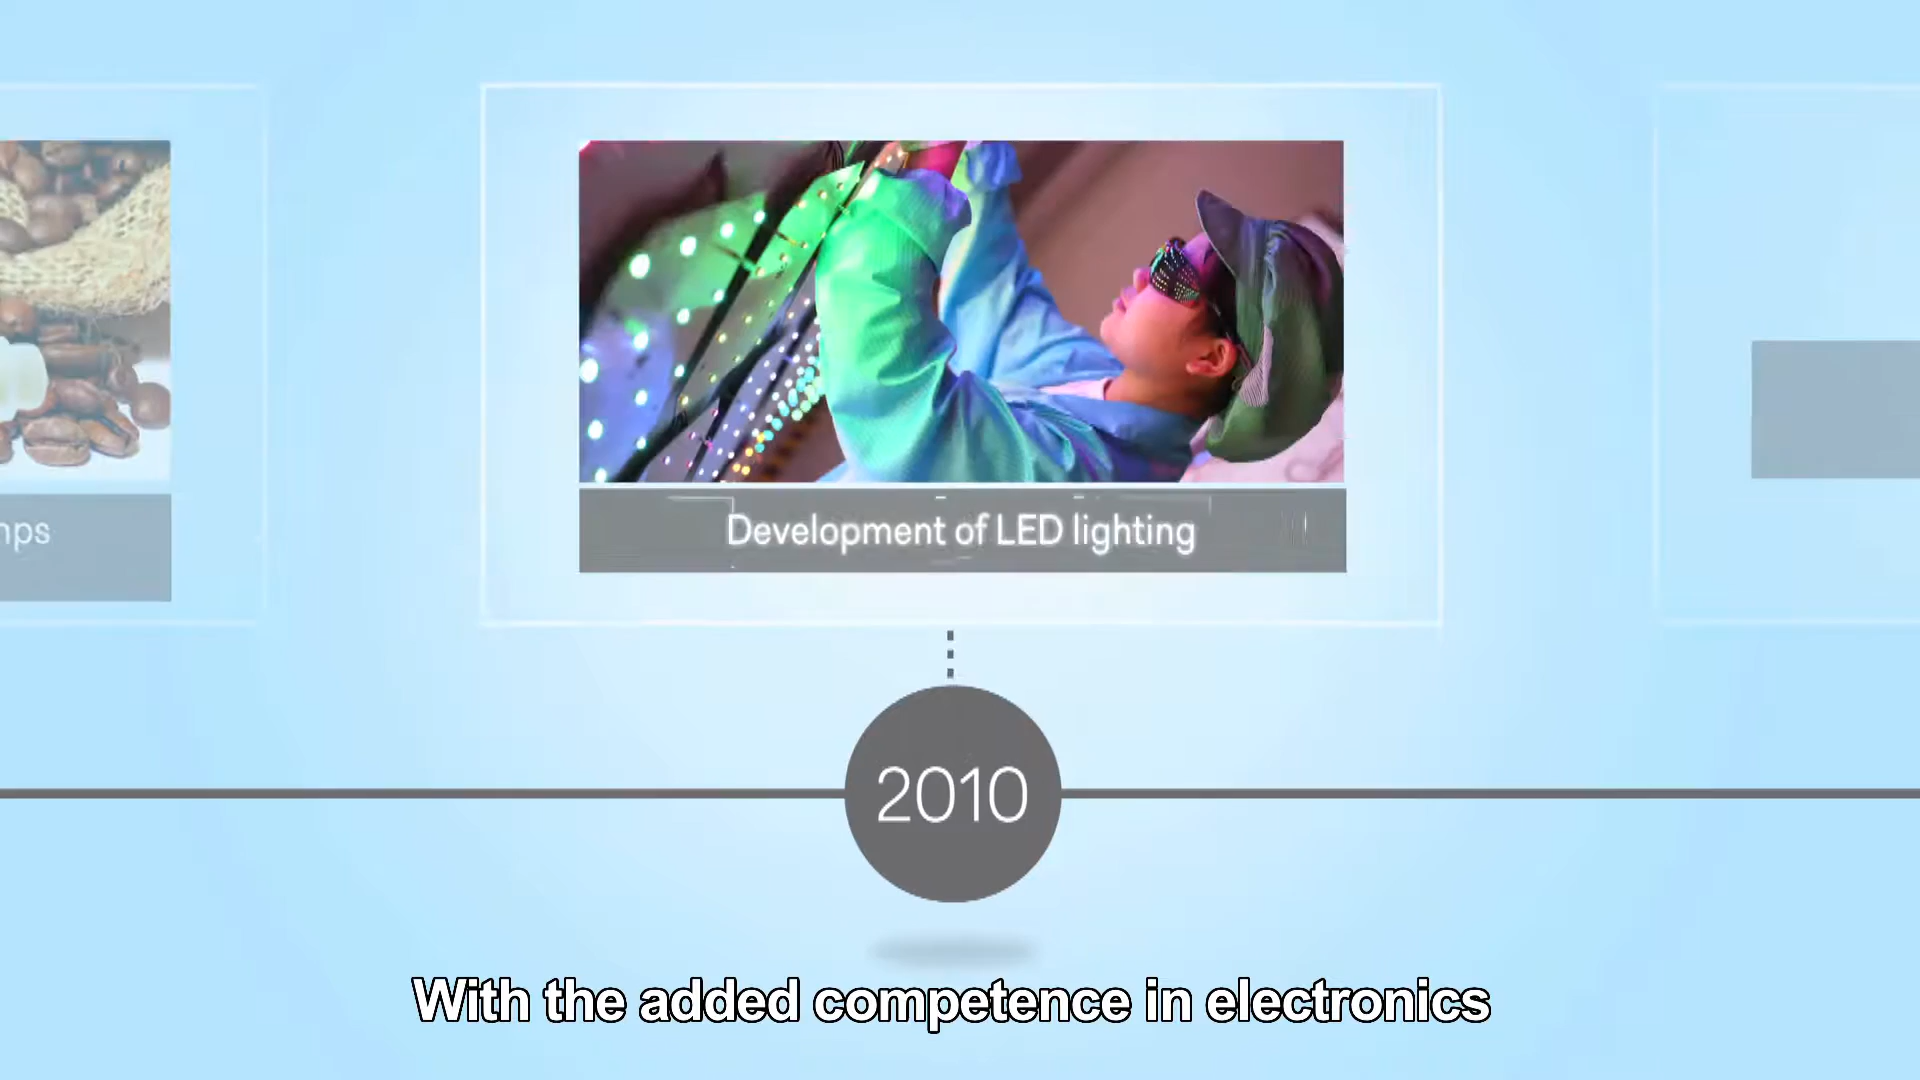 Development of LED lighting
2010
With the added competence in electronics